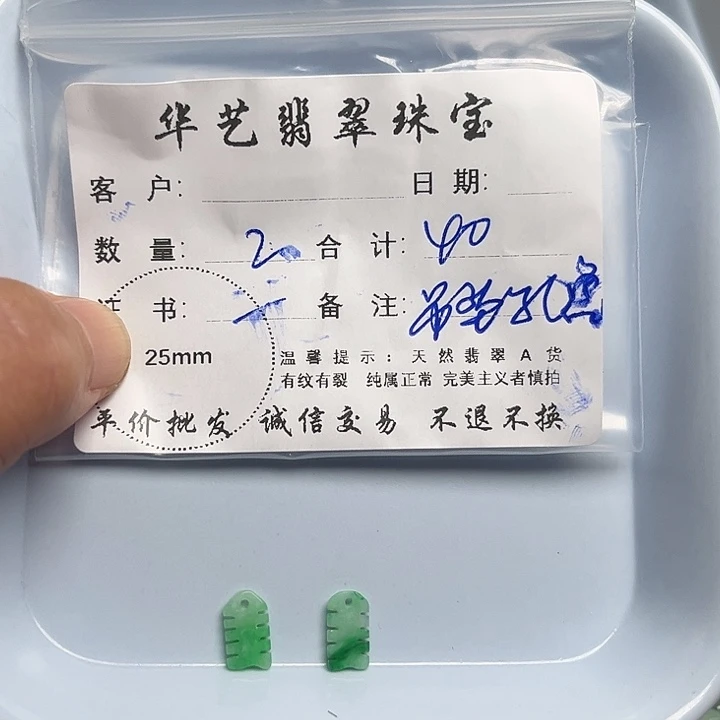 华艺翡翠珠宝
客 户： 日 期：
数 量： 2 合 计： 40
证 书： 一 备 注：
25mm
温馨提示：天然翡翠A货
有纹有裂 纯属正常 完美主义者慎拍
平价批发 诚信交易 不退不换